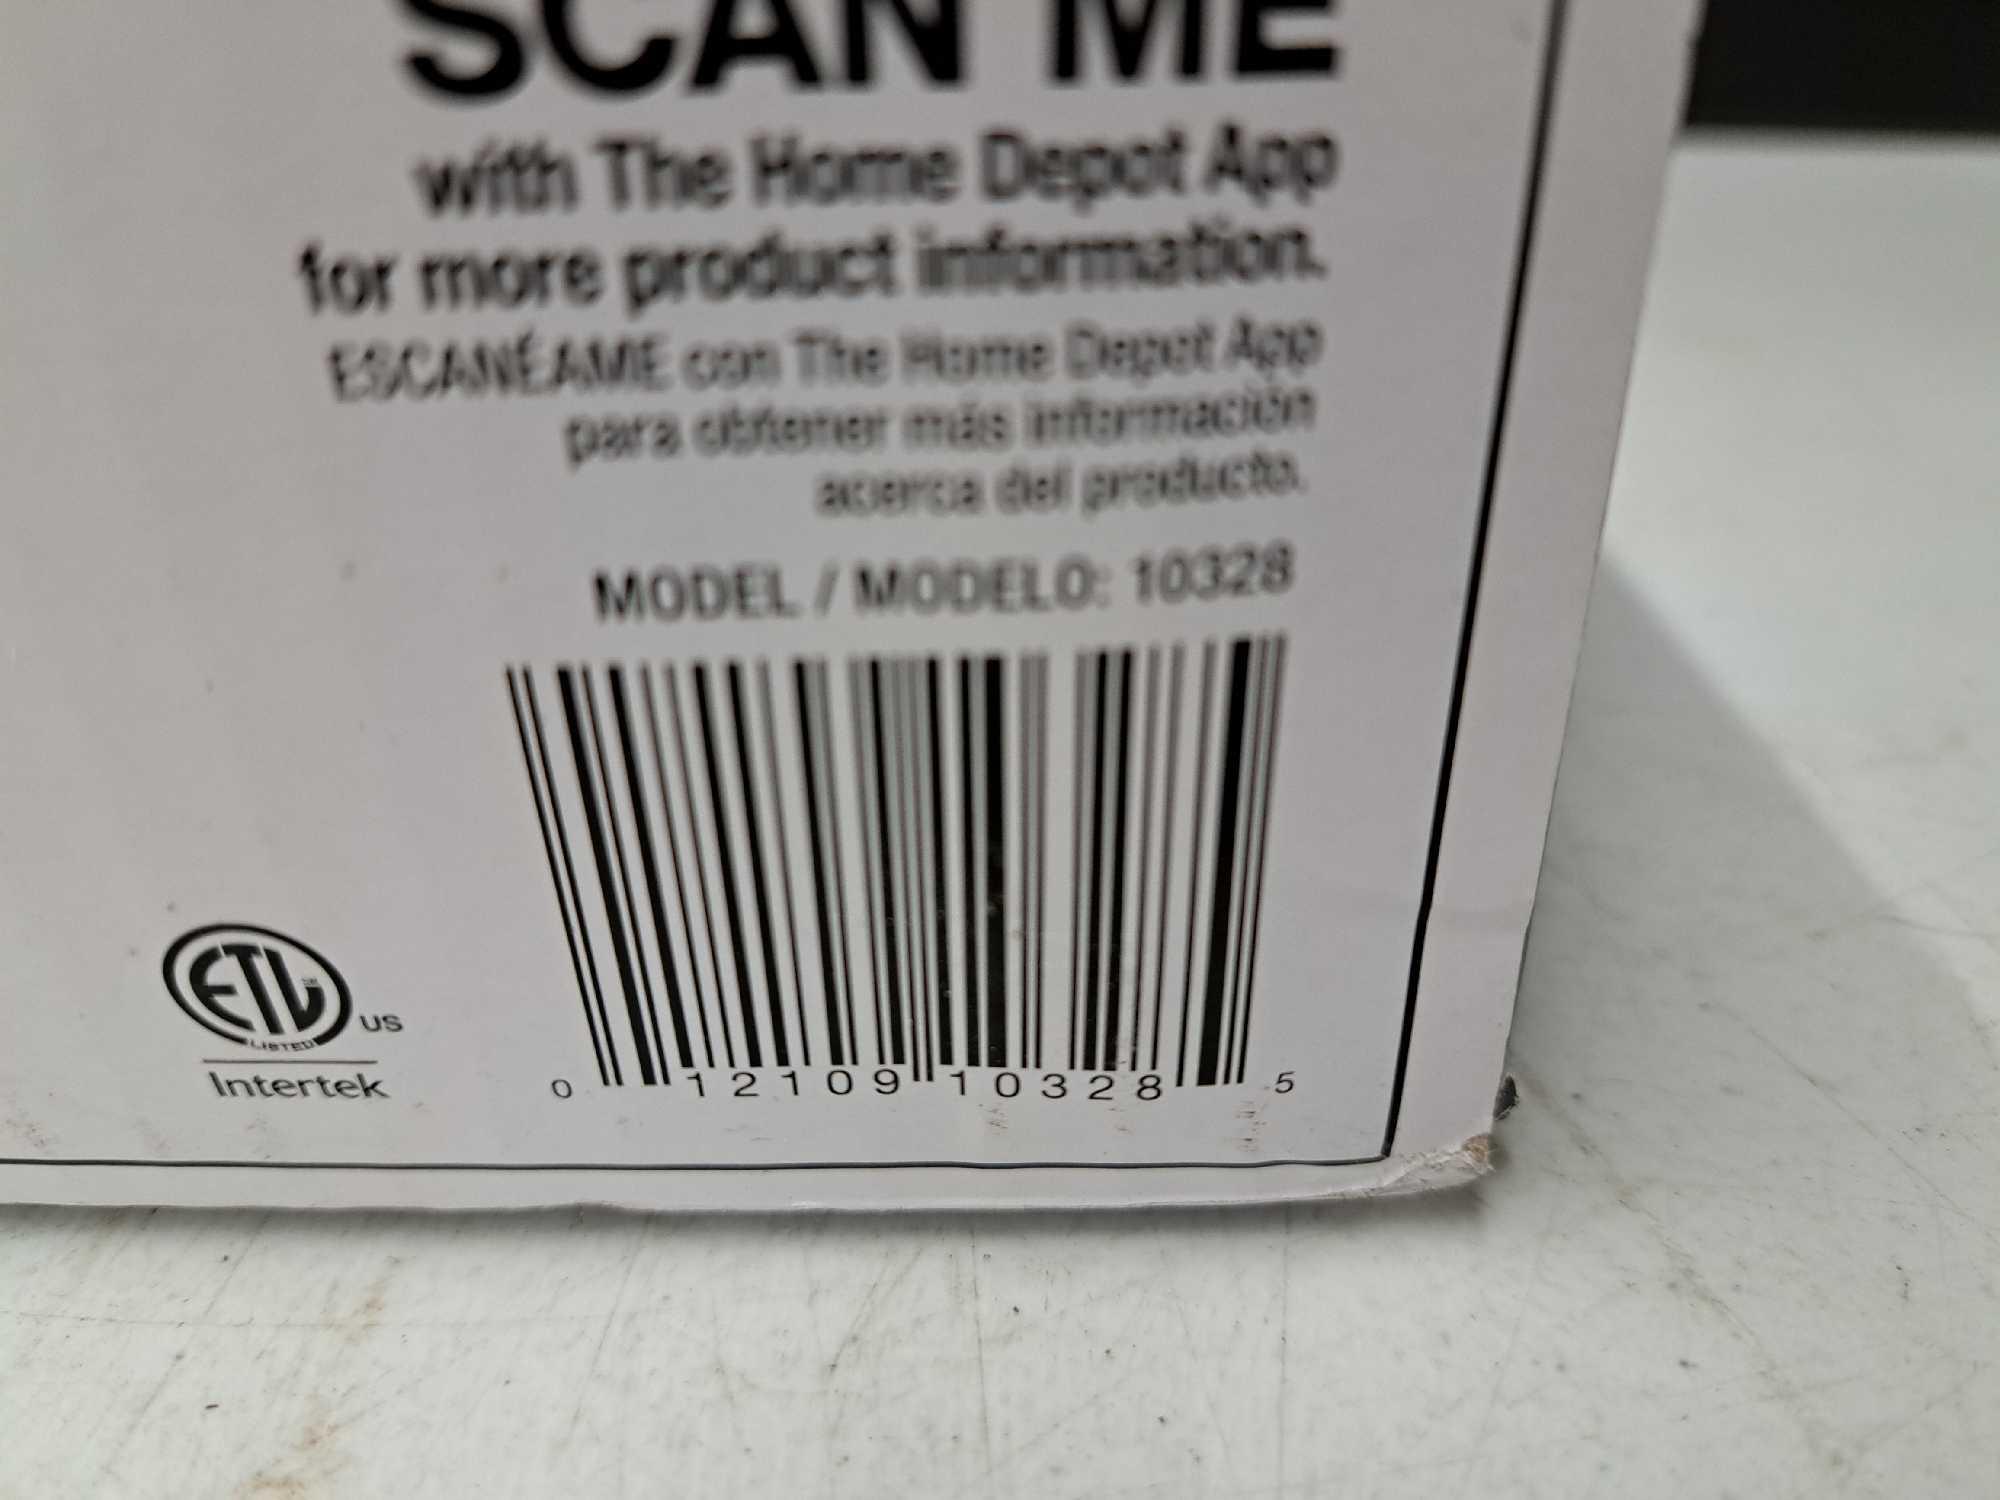 SCAN ME
with The Home Depot App
for more product information.
ESCANÉAME con The Home Depot App
para obtener más información
acerca del producto.
MODEL / MODELO: 10328
ETL
LISTED
US
Intertek
0 12109 10328 5